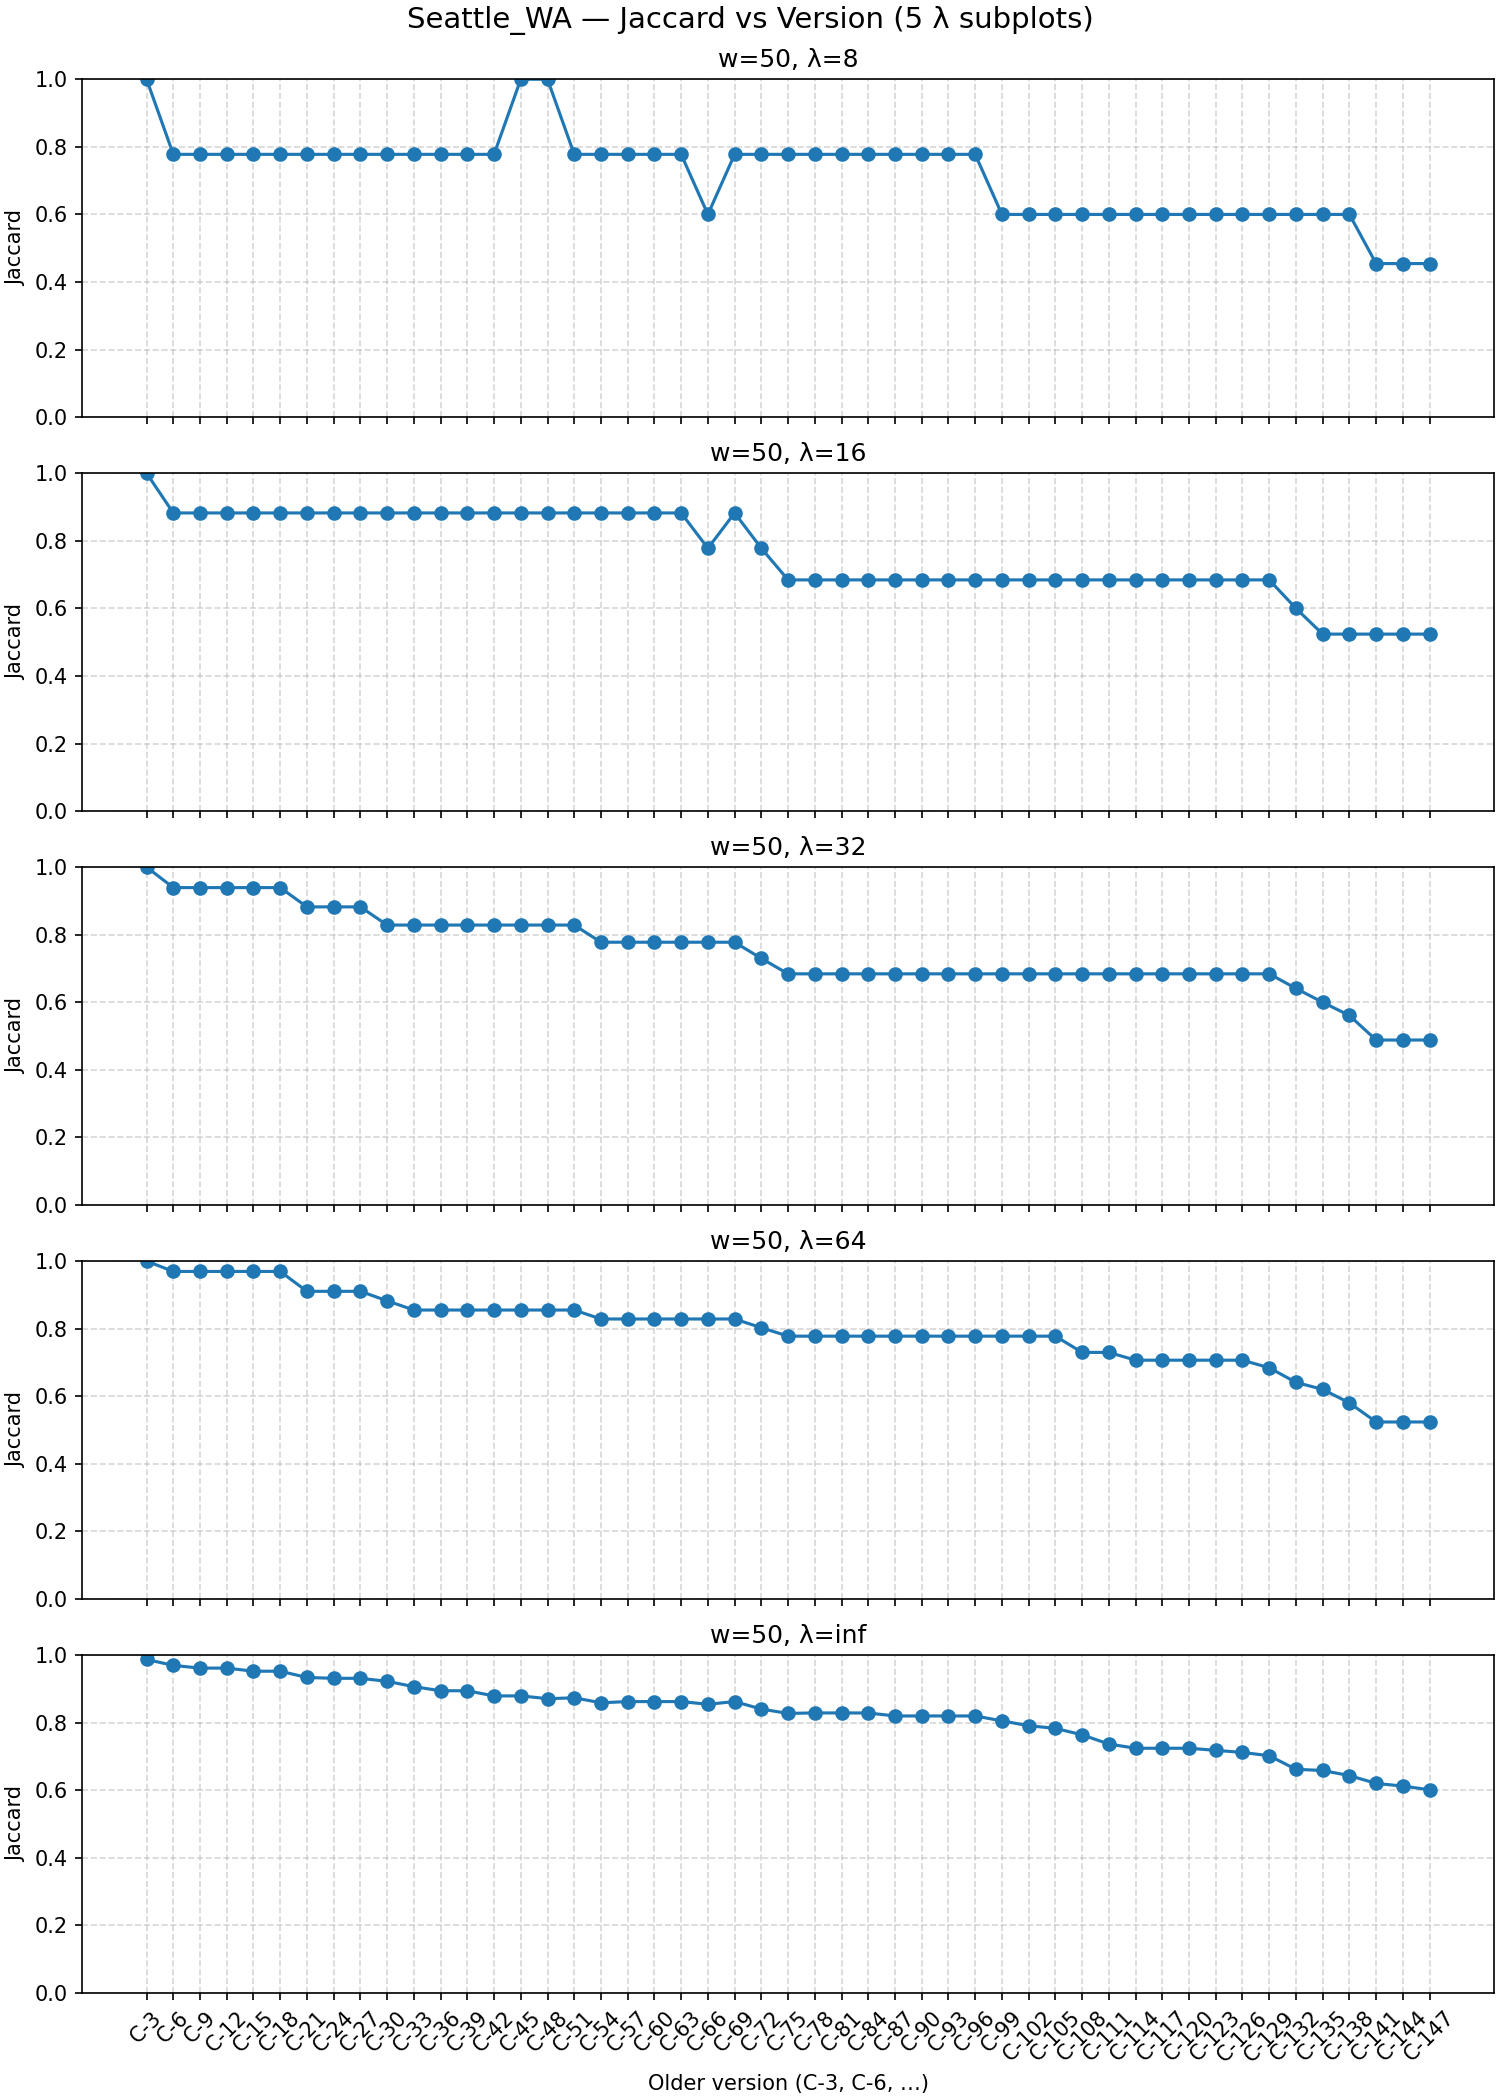 Seattle_WA — Jaccard vs Version (5 λ subplots)
w=50, λ=8
1.0
0.8
0.6
0.4
0.2
0.0
Jaccard
w=50, λ=16
1.0
0.8
0.6
0.4
0.2
0.0
Jaccard
w=50, λ=32
1.0
0.8
0.6
0.4
0.2
0.0
Jaccard
w=50, λ=64
1.0
0.8
0.6
0.4
0.2
0.0
Jaccard
w=50, λ=inf
1.0
0.8
0.6
0.4
0.2
0.0
Jaccard
C-3 C-6 C-9 C-12 C-15 C-18 C-21 C-24 C-27 C-30 C-33 C-36 C-39 C-42 C-45 C-48 C-51 C-54 C-57 C-60 C-63 C-66 C-69 C-72 C-75 C-78 C-81 C-84 C-87 C-90 C-93 C-96 C-99 C-102 C-105 C-108 C-111 C-114 C-117 C-120 C-123 C-126 C-129 C-132 C-135 C-138 C-141 C-144 C-147
Older version (C-3, C-6, ...)